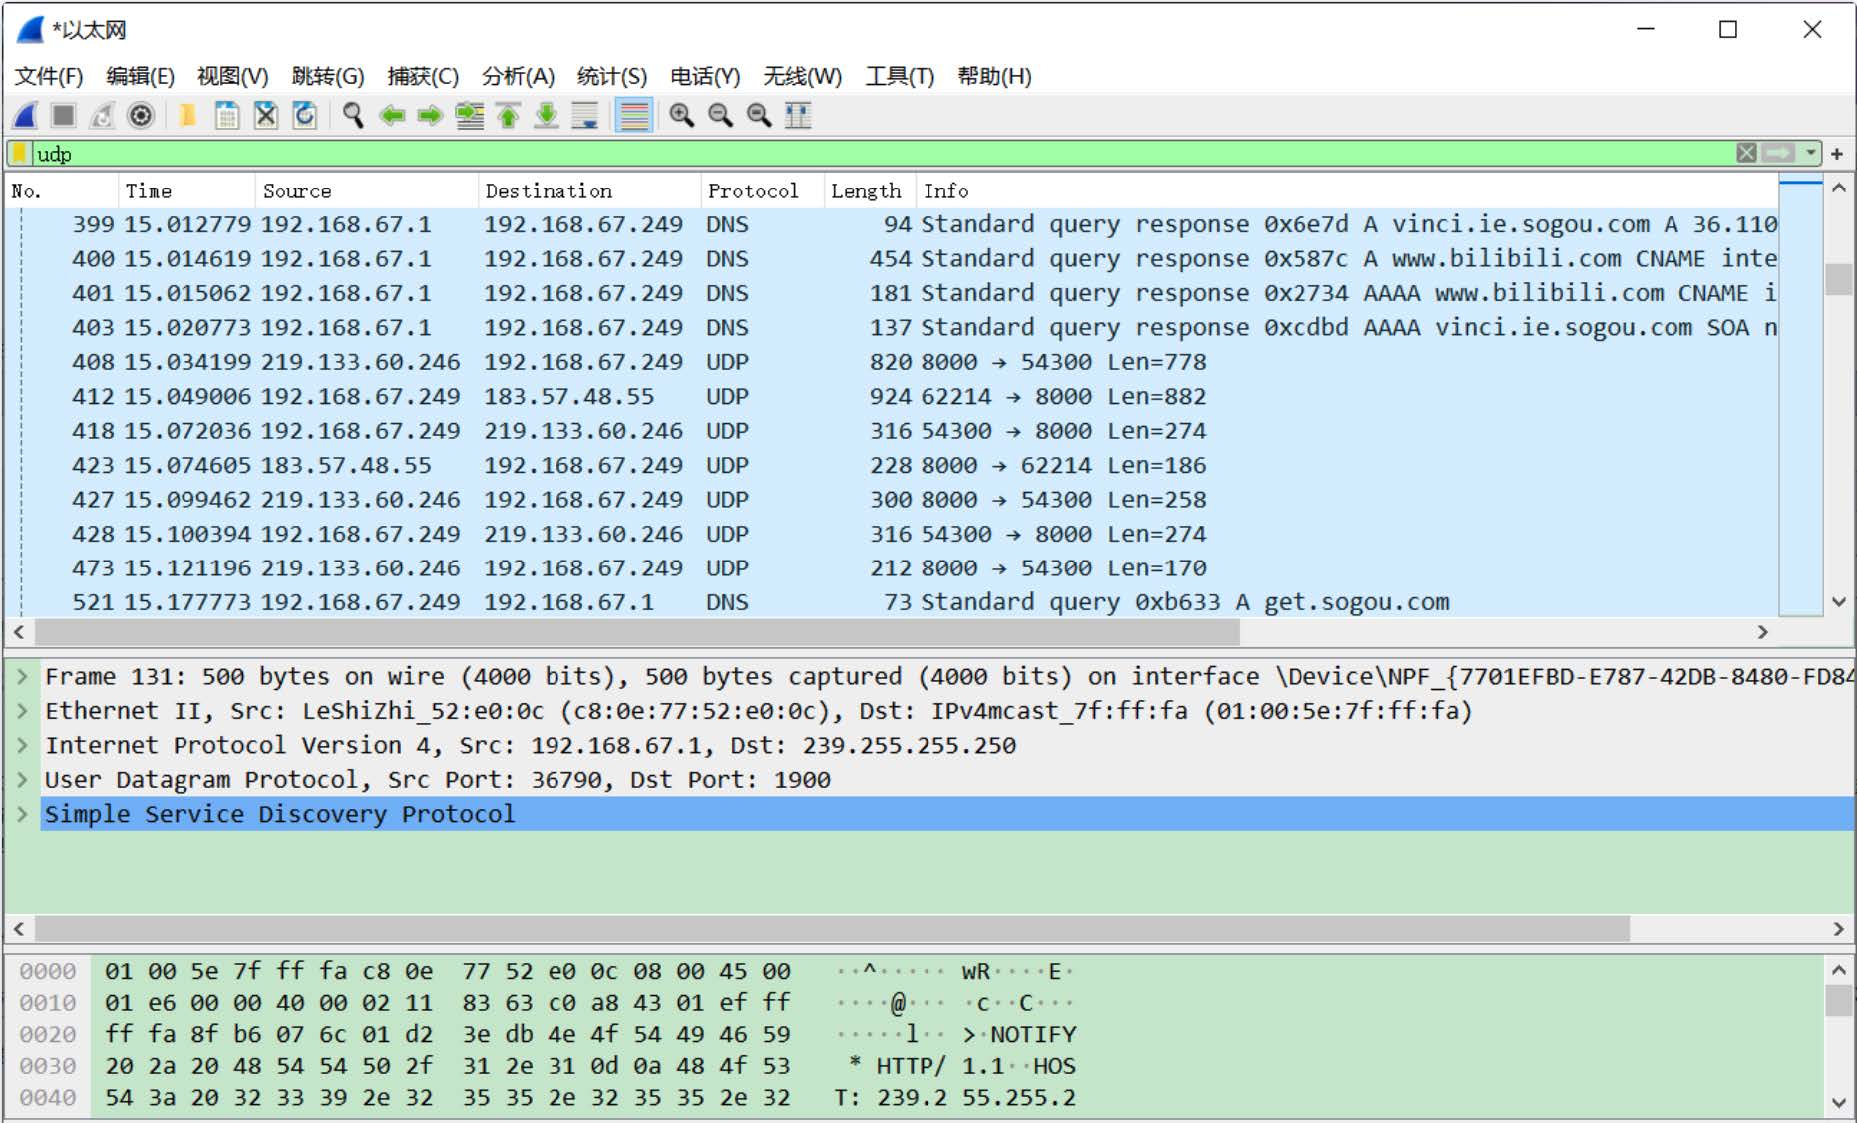 *以太网
文件(F) 编辑(E) 视图(V) 跳转(G) 捕获(C) 分析(A) 统计(S) 电话(Y) 无线(W) 工具(T) 帮助(H)
udp
No. Time Source Destination Protocol Length Info
399 15.012779 192.168.67.1 192.168.67.249 DNS 94 Standard query response 0x6e7d A vinci.ie.sogou.com A 36.110
400 15.014619 192.168.67.1 192.168.67.249 DNS 454 Standard query response 0x587c A www.bilibili.com CNAME inte
401 15.015062 192.168.67.1 192.168.67.249 DNS 181 Standard query response 0x2734 AAAA www.bilibili.com CNAME i
403 15.020773 192.168.67.1 192.168.67.249 DNS 137 Standard query response 0xcdbd AAAA vinci.ie.sogou.com SOA n
408 15.034199 219.133.60.246 192.168.67.249 UDP 820 8000 → 54300 Len=778
412 15.049006 192.168.67.249 183.57.48.55 UDP 924 62214 → 8000 Len=882
418 15.072036 192.168.67.249 219.133.60.246 UDP 316 54300 → 8000 Len=274
423 15.074605 183.57.48.55 192.168.67.249 UDP 228 8000 → 62214 Len=186
427 15.099462 219.133.60.246 192.168.67.249 UDP 300 8000 → 54300 Len=258
428 15.100394 192.168.67.249 219.133.60.246 UDP 316 54300 → 8000 Len=274
473 15.121196 219.133.60.246 192.168.67.249 UDP 212 8000 → 54300 Len=170
521 15.177773 192.168.67.249 192.168.67.1 DNS 73 Standard query 0xb633 A get.sogou.com
Frame 131: 500 bytes on wire (4000 bits), 500 bytes captured (4000 bits) on interface \Device\NPF_{7701EFBD-E787-42DB-8480-FD84
Ethernet II, Src: LeShiZhi_52:e0:0c (c8:0e:77:52:e0:0c), Dst: IPv4mcast_7f:ff:fa (01:00:5e:7f:ff:fa)
Internet Protocol Version 4, Src: 192.168.67.1, Dst: 239.255.255.250
User Datagram Protocol, Src Port: 36790, Dst Port: 1900
Simple Service Discovery Protocol
0000 01 00 5e 7f ff fa c8 0e 77 52 e0 0c 08 00 45 00 ··^····· wR····E·
0010 01 e6 00 00 40 00 02 11 83 63 c0 a8 43 01 ef ff ····@··· ·c··C···
0020 ff fa 8f b6 07 6c 01 d2 3e db 4e 4f 54 49 46 59 ·····l·· >·NOTIFY
0030 20 2a 20 48 54 54 50 2f 31 2e 31 0d 0a 48 4f 53 * HTTP/ 1.1··HOS
0040 54 3a 20 32 33 39 2e 32 35 35 2e 32 35 35 2e 32 T: 239.2 55.255.2